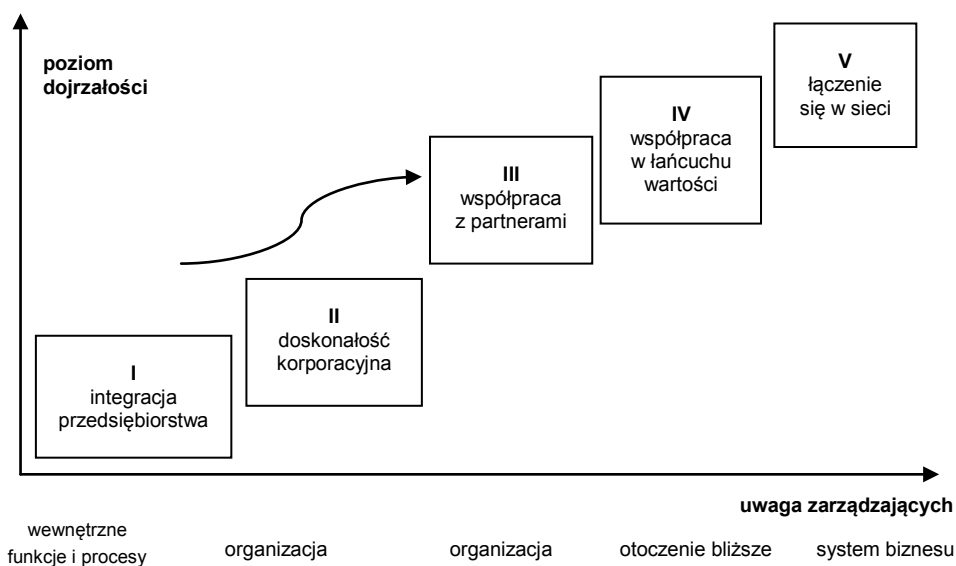 poziom
dojrzałości
V
łączenie
się w sieci
IV
współpraca
w łańcuchu
wartości
III
współpraca
z partnerami
II
doskonałość
korporacyjna
I
integracja
przedsiębiorstwa
uwaga zarządzających
wewnętrzne
funkcje i procesy
organizacja
organizacja
otoczenie bliższe
system biznesu